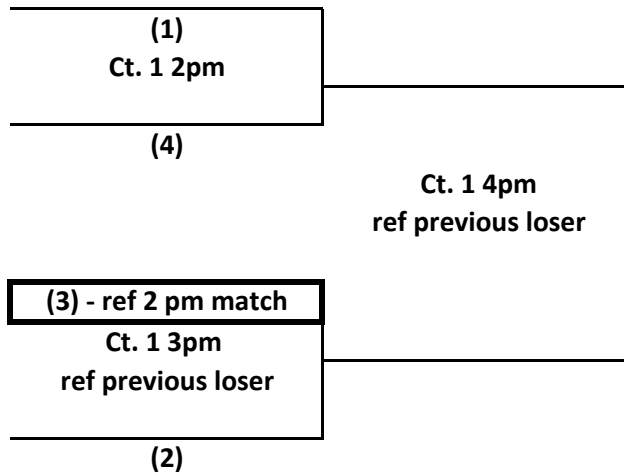 (1)
Ct. 1 2pm
(4)
Ct. 1 4pm
ref previous loser
(3) - ref 2 pm match
Ct. 1 3pm
ref previous loser
(2)